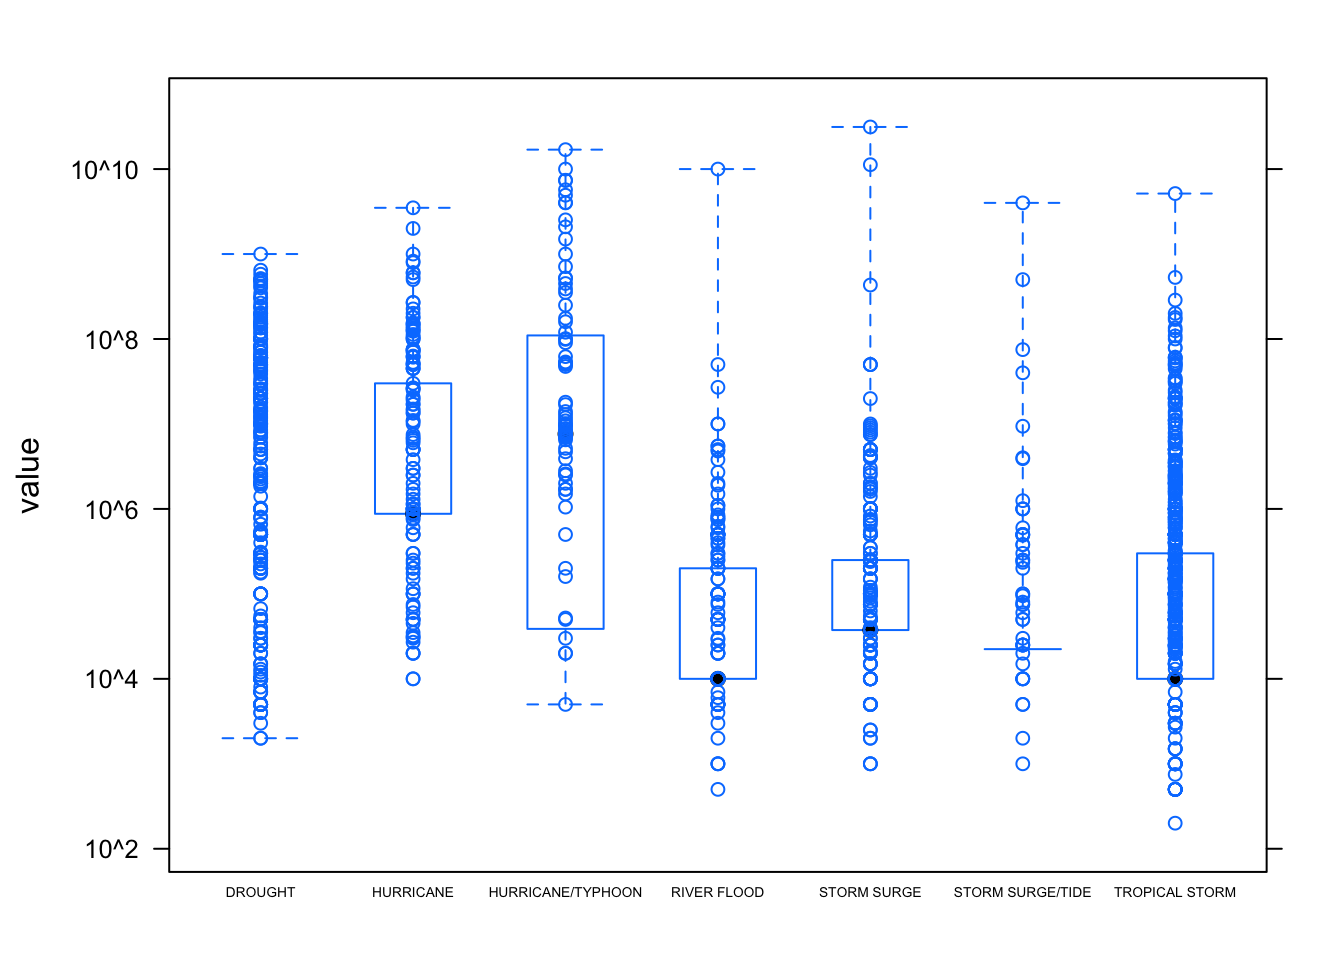 value
10^10
10^8
10^6
10^4
10^2
DROUGHT HURRICANE HURRICANE/TYPHOON RIVER FLOOD STORM SURGE STORM SURGE/TIDE TROPICAL STORM